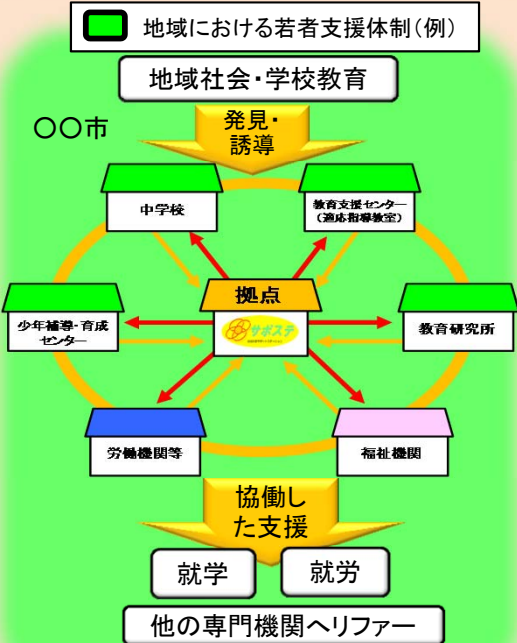 地域における若者支援体制(例)
地域社会・学校教育
〇〇市
発見・
誘導
中学校
教育支援センター
(適応指導教室)
拠点
サポステ
少年補導・育成
センター
教育研究所
労働機関等
福祉機関
協働し
た支援
就学
就労
他の専門機関へリファー